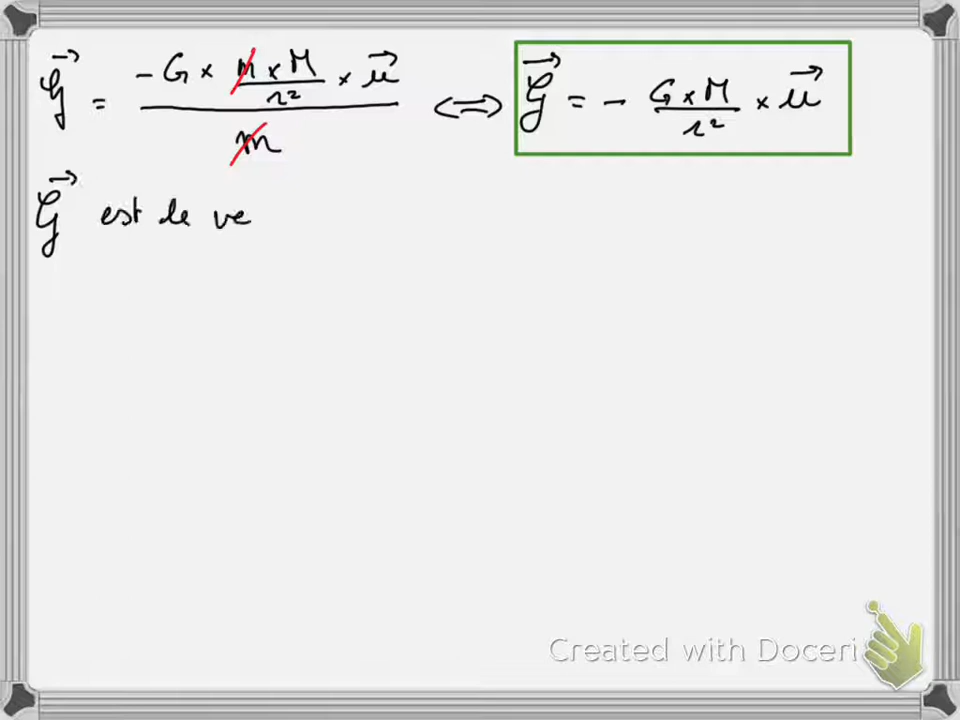 𝒢⃗ = (-G × (m × M)/r² × u⃗)/m ⟺ 𝒢⃗ = - (G × M)/r² × u⃗
𝒢⃗ est le ve
Created with Doceri